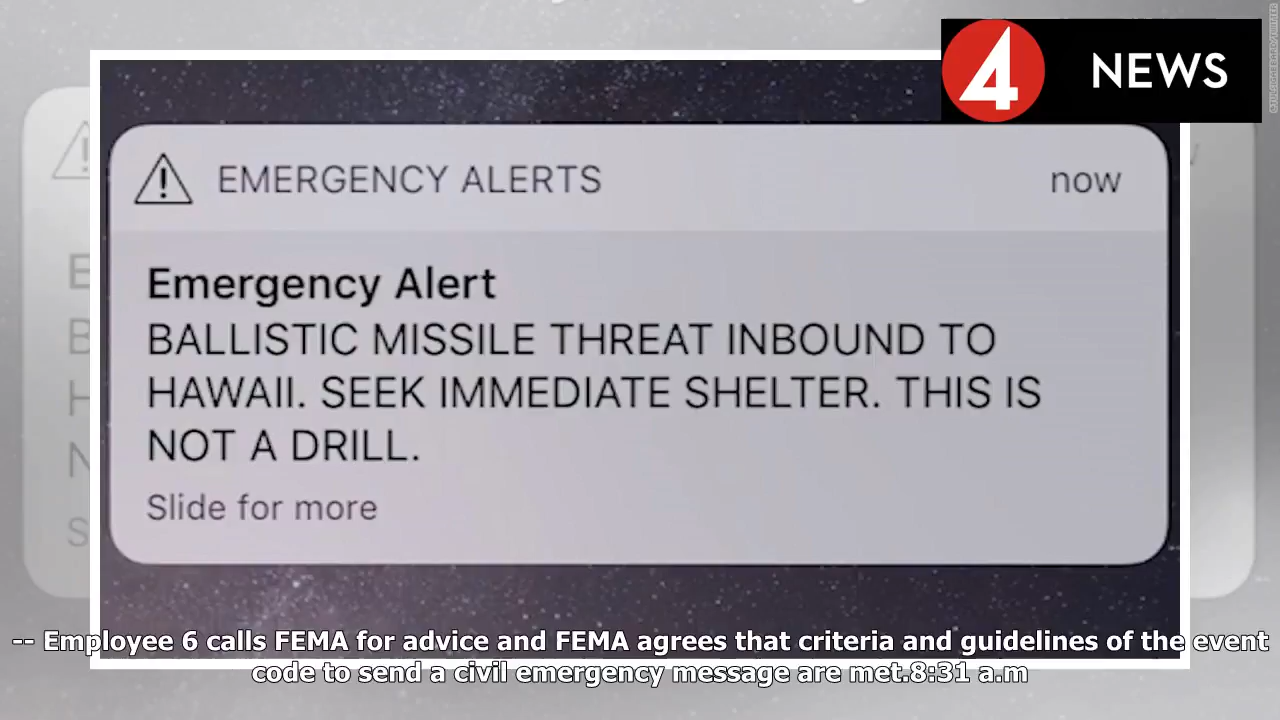 4 NEWS
EMERGENCY ALERTS now
Emergency Alert
BALLISTIC MISSILE THREAT INBOUND TO
HAWAII. SEEK IMMEDIATE SHELTER. THIS IS
NOT A DRILL.
Slide for more
-- Employee 6 calls FEMA for advice and FEMA agrees that criteria and guidelines of the event
code to send a civil emergency message are met.8:31 a.m